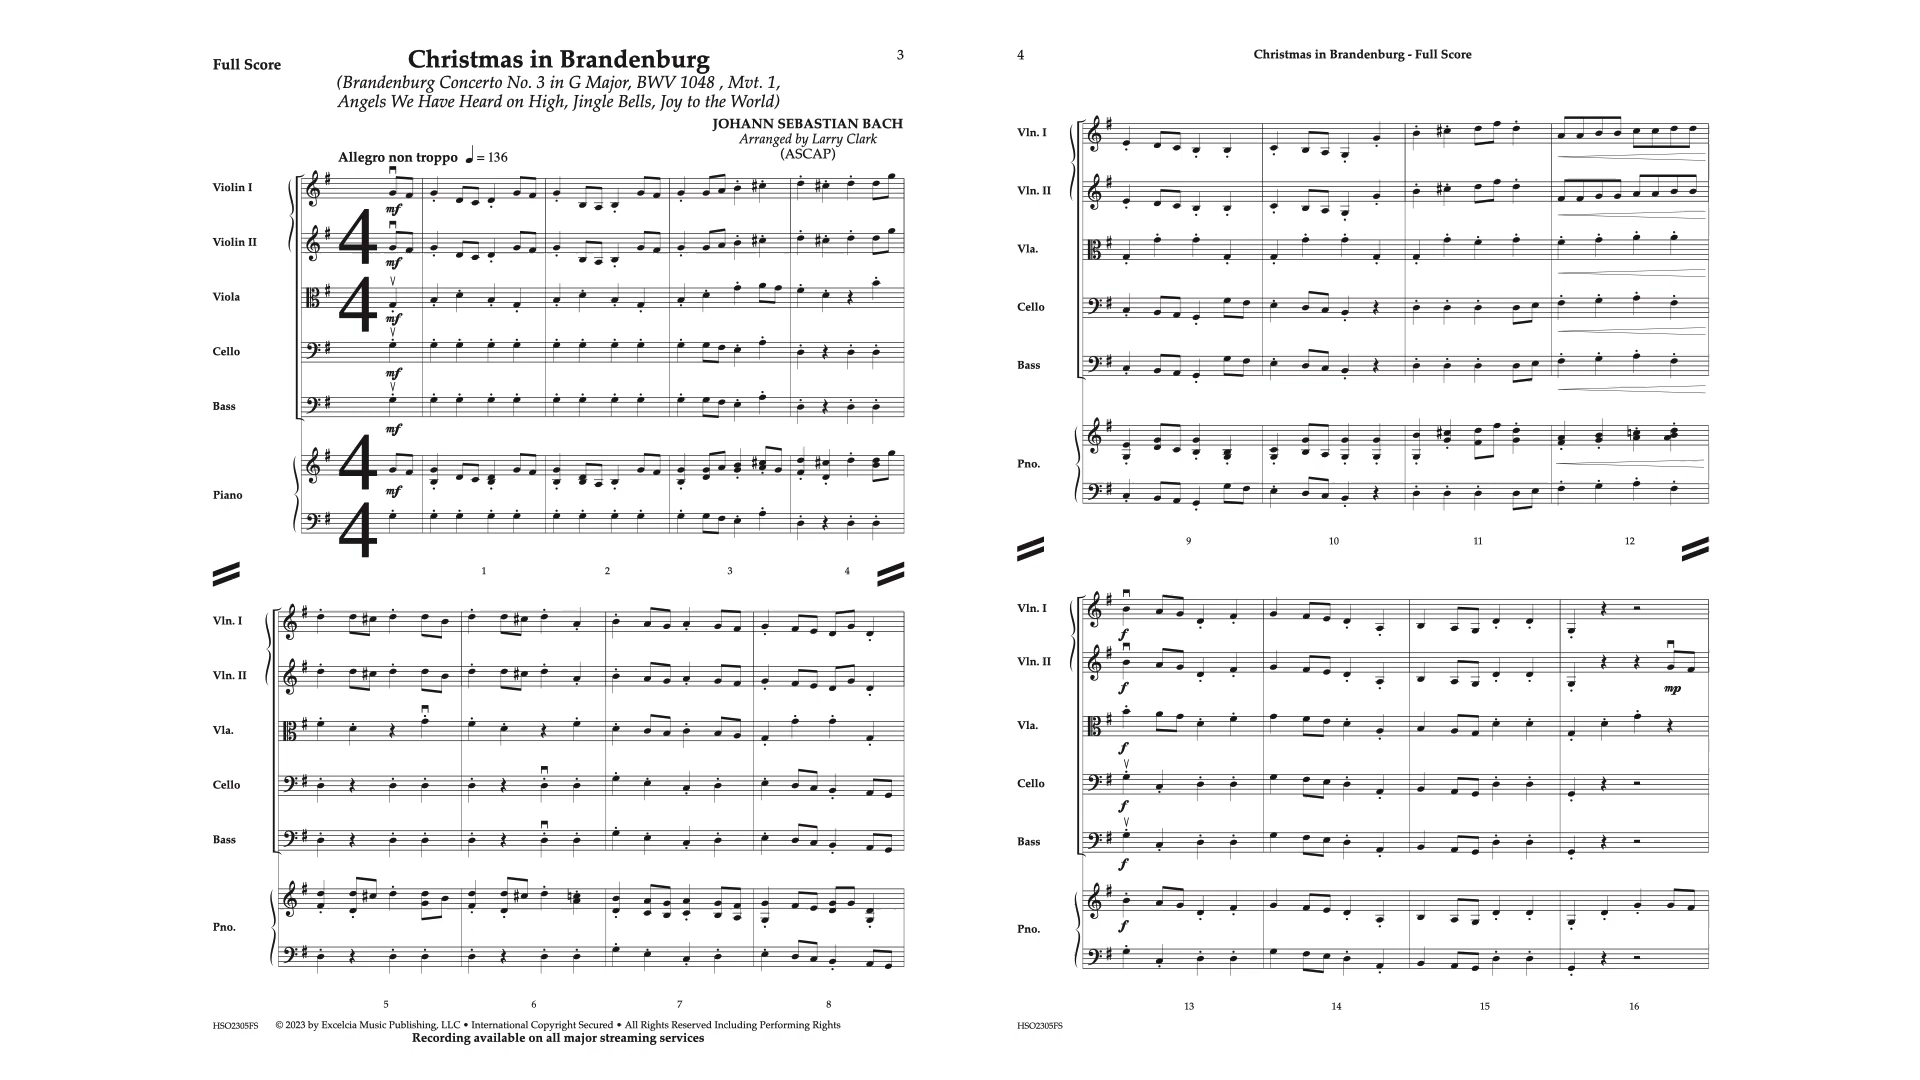 Full Score
Christmas in Brandenburg
3
(Brandenburg Concerto No. 3 in G Major, BWV 1048 , Mvt. 1,
Angels We Have Heard on High, Jingle Bells, Joy to the World)
JOHANN SEBASTIAN BACH
Arranged by Larry Clark
(ASCAP)
Allegro non troppo ♩ = 136
Violin I
mf
Violin II
mf
Viola
mf
Cello
mf
Bass
mf
Piano
mf
4
4
4
4
1 2 3 4
Vln. I
Vln. II
Vla.
Cello
Bass
Pno.
5 6 7 8
HSO2305FS © 2023 by Excelcia Music Publishing, LLC • International Copyright Secured • All Rights Reserved Including Performing Rights
Recording available on all major streaming services
4
Christmas in Brandenburg - Full Score
Vln. I
Vln. II
Vla.
Cello
Bass
Pno.
9 10 11 12
Vln. I
f
Vln. II
f mp
Vla.
f
Cello
f
Bass
f
Pno.
f
13 14 15 16
HSO2305FS